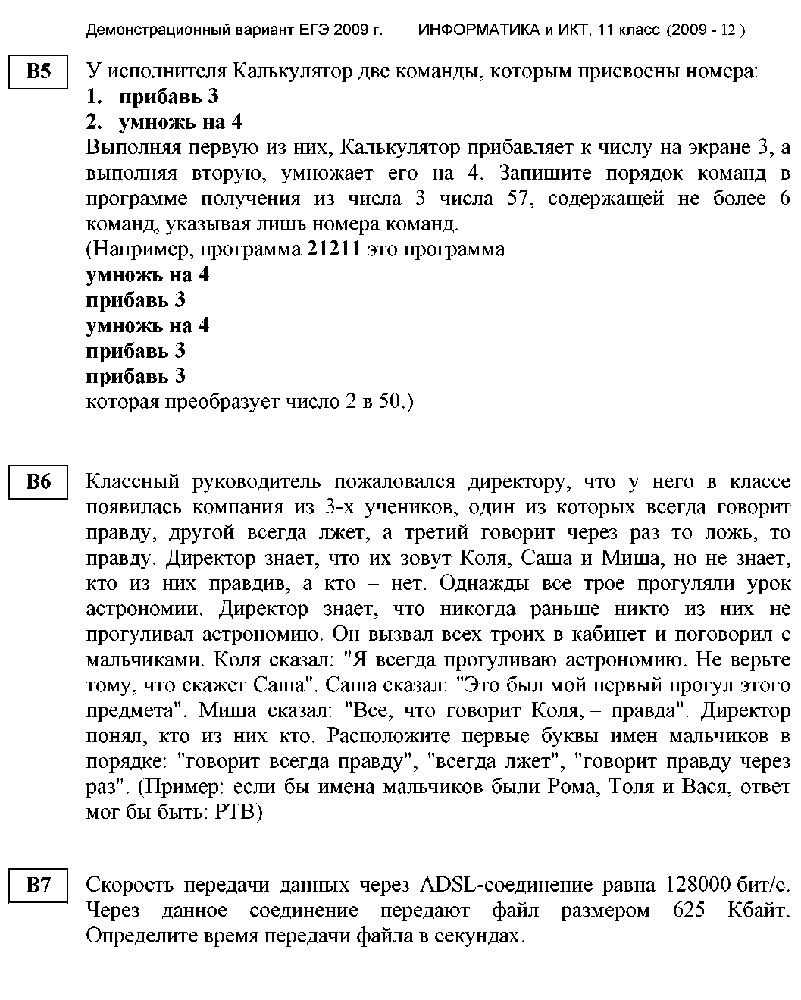 Демонстрационный вариант ЕГЭ 2009 г. ИНФОРМАТИКА и ИКТ, 11 класс (2009 - 12 )
B5 У исполнителя Калькулятор две команды, которым присвоены номера:
1. прибавь 3
2. умножь на 4
Выполняя первую из них, Калькулятор прибавляет к числу на экране 3, а
выполняя вторую, умножает его на 4. Запишите порядок команд в
программе получения из числа 3 числа 57, содержащей не более 6
команд, указывая лишь номера команд.
(Например, программа 21211 это программа
умножь на 4
прибавь 3
умножь на 4
прибавь 3
прибавь 3
которая преобразует число 2 в 50.)
B6 Классный руководитель пожаловался директору, что у него в классе
появилась компания из 3-х учеников, один из которых всегда говорит
правду, другой всегда лжет, а третий говорит через раз то ложь, то
правду. Директор знает, что их зовут Коля, Саша и Миша, но не знает,
кто из них правдив, а кто – нет. Однажды все трое прогуляли урок
астрономии. Директор знает, что никогда раньше никто из них не
прогуливал астрономию. Он вызвал всех троих в кабинет и поговорил с
мальчиками. Коля сказал: "Я всегда прогуливаю астрономию. Не верьте
тому, что скажет Саша". Саша сказал: "Это был мой первый прогул этого
предмета". Миша сказал: "Все, что говорит Коля, – правда". Директор
понял, кто из них кто. Расположите первые буквы имен мальчиков в
порядке: "говорит всегда правду", "всегда лжет", "говорит правду через
раз". (Пример: если бы имена мальчиков были Рома, Толя и Вася, ответ
мог бы быть: РТВ)
B7 Скорость передачи данных через ADSL-соединение равна 128000 бит/c.
Через данное соединение передают файл размером 625 Кбайт.
Определите время передачи файла в секундах.